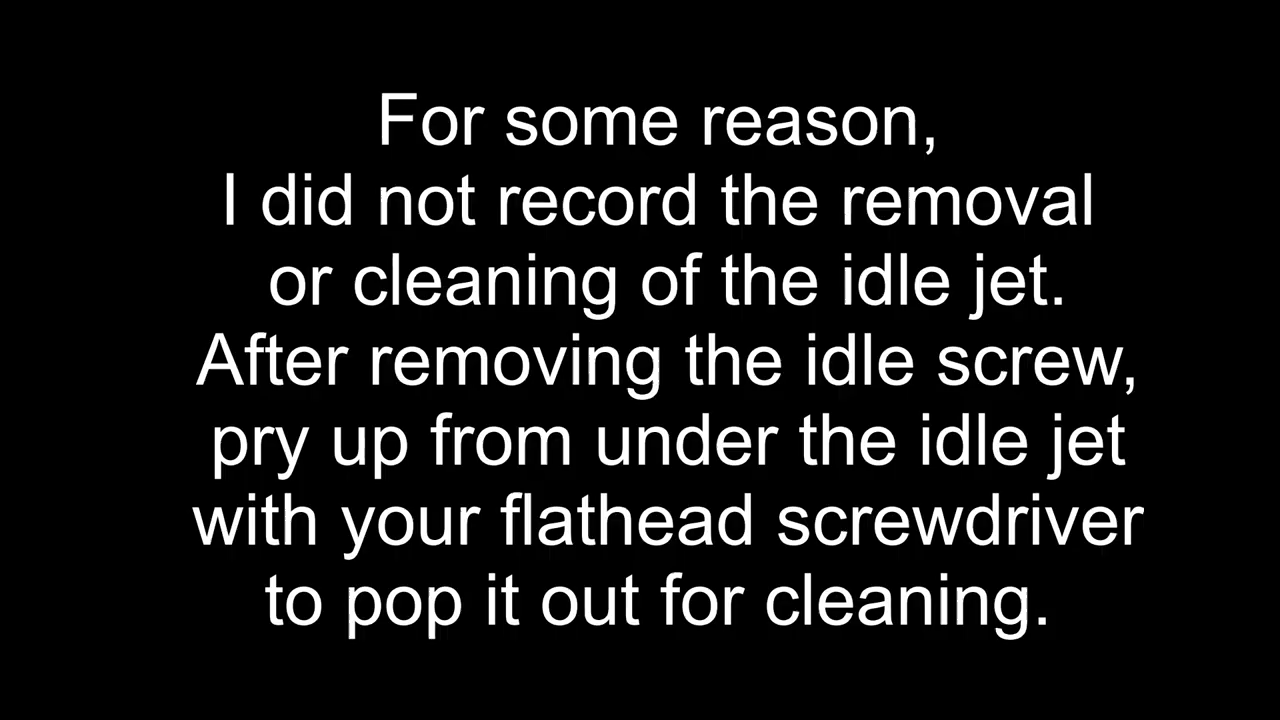 For some reason,
I did not record the removal
or cleaning of the idle jet.
After removing the idle screw,
pry up from under the idle jet
with your flathead screwdriver
to pop it out for cleaning.